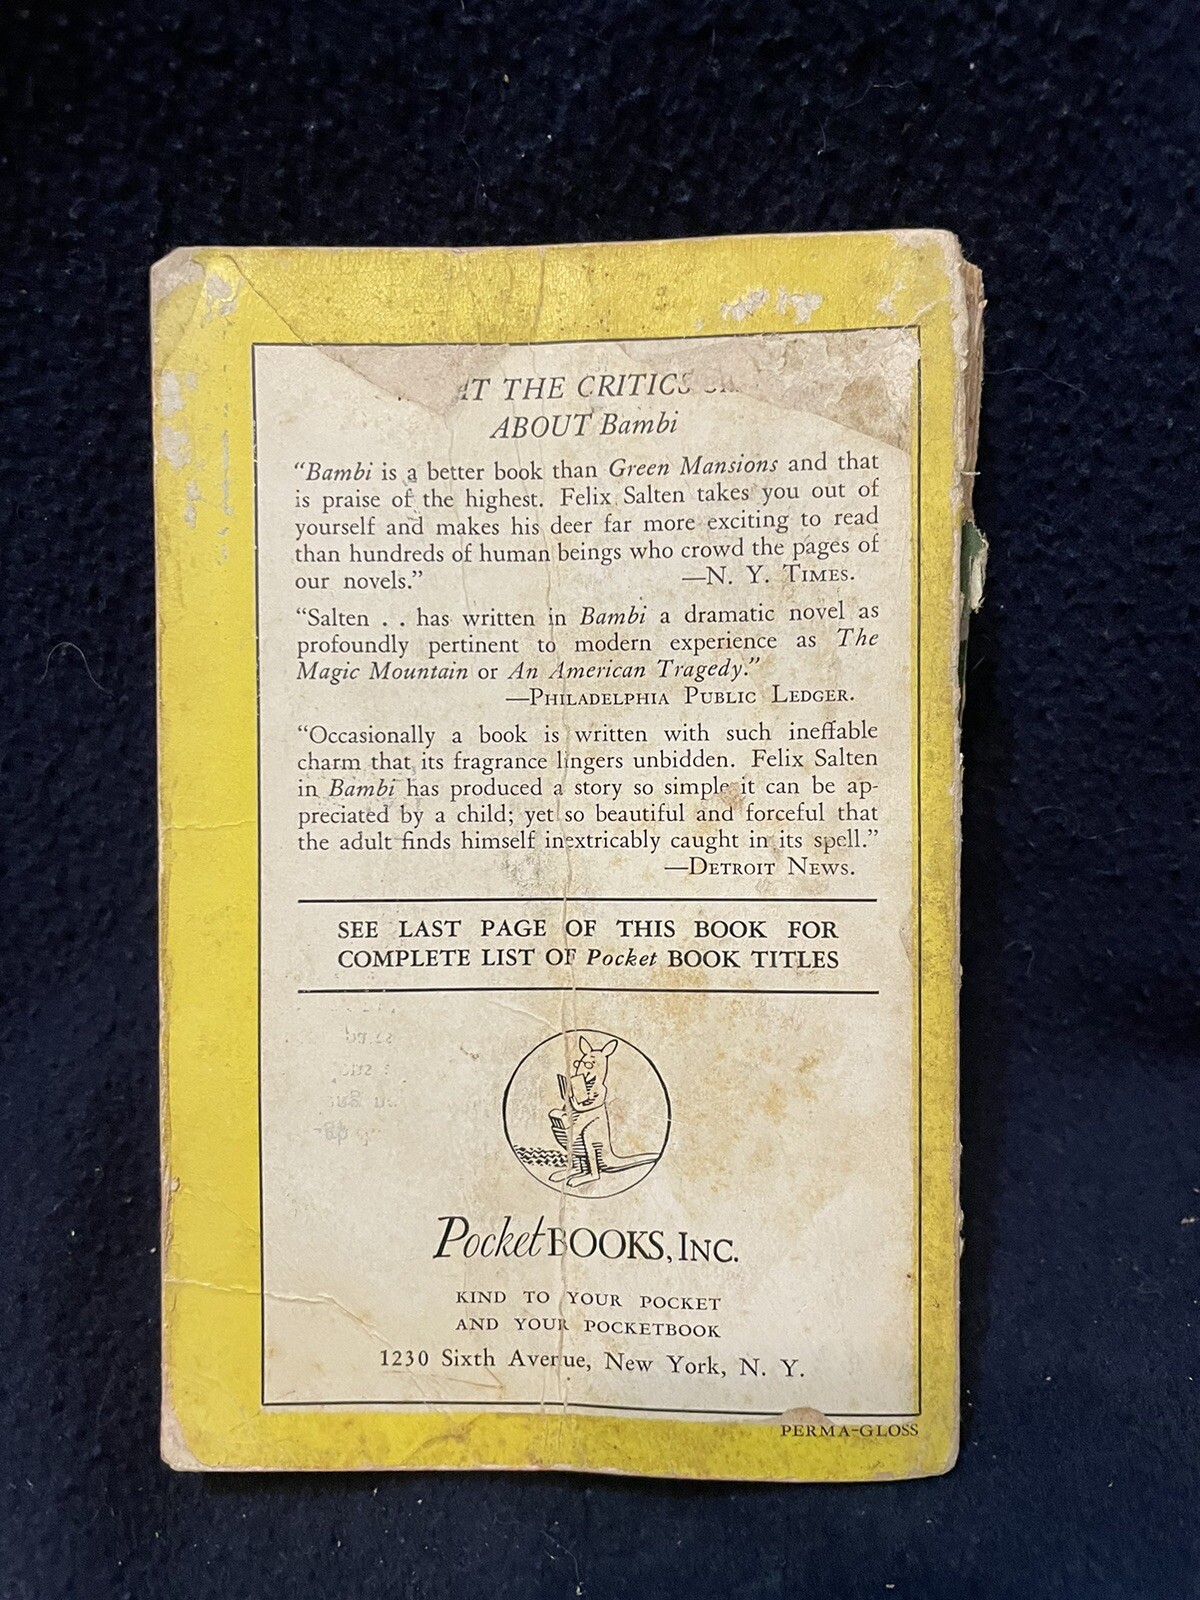 THE CRITICS
ABOUT Bambi
“Bambi is a better book than Green Mansions and that
is praise of the highest. Felix Salten takes you out of
yourself and makes his deer far more exciting to read
than hundreds of human beings who crowd the pages of
our novels.” —N. Y. TIMES.
“Salten . . has written in Bambi a dramatic novel as
profoundly pertinent to modern experience as The
Magic Mountain or An American Tragedy.”
—PHILADELPHIA PUBLIC LEDGER.
“Occasionally a book is written with such ineffable
charm that its fragrance lingers unbidden. Felix Salten
in Bambi has produced a story so simple it can be ap-
preciated by a child; yet so beautiful and forceful that
the adult finds himself inextricably caught in its spell.”
—DETROIT NEWS.
SEE LAST PAGE OF THIS BOOK FOR
COMPLETE LIST OF Pocket BOOK TITLES
Pocket BOOKS, INC.
KIND TO YOUR POCKET
AND YOUR POCKETBOOK
1230 Sixth Avenue, New York, N. Y.
PERMA-GLOSS